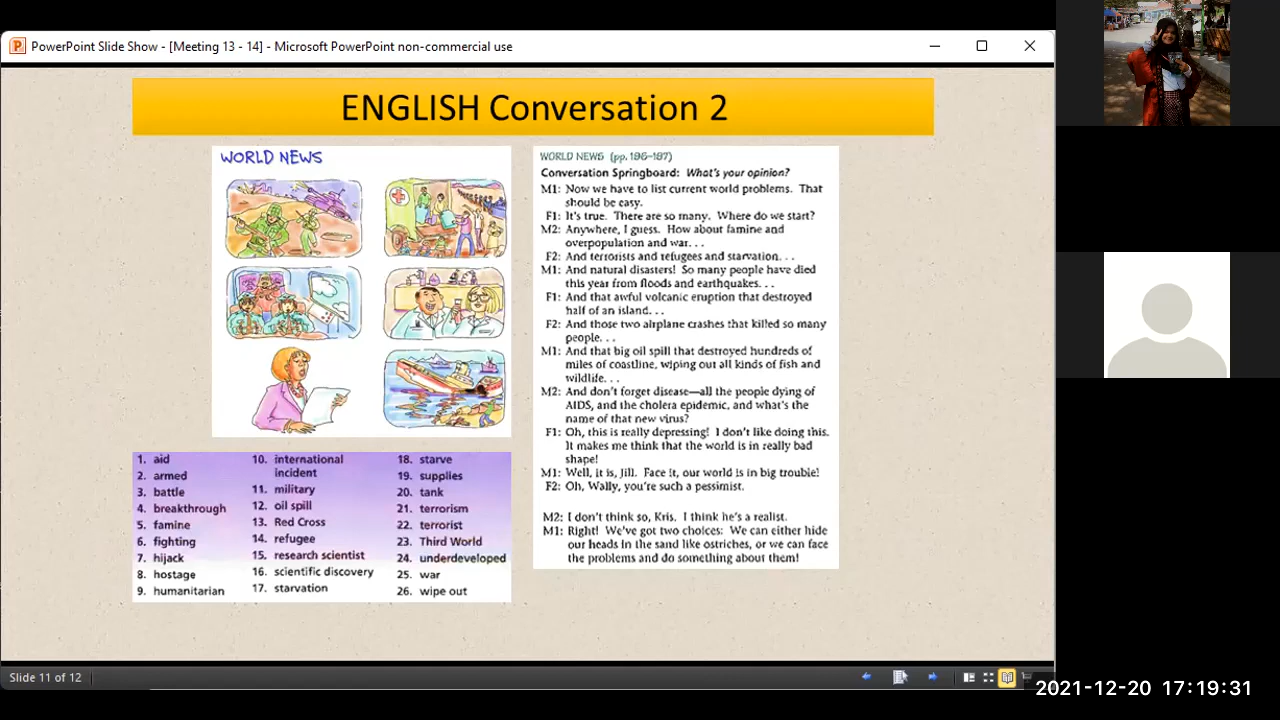 PowerPoint Slide Show - [Meeting 13 - 14] - Microsoft PowerPoint non-commercial use
ENGLISH Conversation 2
WORLD NEWS
WORLD NEWS (pp. 196–197)
Conversation Springboard: What's your opinion?
M1: Now we have to list current world problems. That
should be easy.
F1: It's true. There are so many. Where do we start?
M2: Anywhere, I guess. How about famine and
overpopulation and war. . .
F2: And terrorists and refugees and starvation. . .
M1: And natural disasters! So many people have died
this year from floods and earthquakes. . .
F1: And that awful volcanic eruption that destroyed
half of an island. . .
F2: And those two airplane crashes that killed so many
people. . .
M1: And that big oil spill that destroyed hundreds of
miles of coastline, wiping out all kinds of fish and
wildlife. . .
M2: And don't forget disease—all the people dying of
AIDS, and the cholera epidemic, and what's the
name of that new virus?
F1: Oh, this is really depressing! I don't like doing this.
It makes me think that the world is in really bad
shape!
M1: Well, it is, Jill. Face it, our world is in big trouble!
F2: Oh, Wally, you're such a pessimist.
M2: I don't think so, Kris. I think he's a realist.
M1: Right! We've got two choices: We can either hide
our heads in the sand like ostriches, or we can face
the problems and do something about them!
1. aid
2. armed
3. battle
4. breakthrough
5. famine
6. fighting
7. hijack
8. hostage
9. humanitarian
10. international
incident
11. military
12. oil spill
13. Red Cross
14. refugee
15. research scientist
16. scientific discovery
17. starvation
18. starve
19. supplies
20. tank
21. terrorism
22. terrorist
23. Third World
24. underdeveloped
25. war
26. wipe out
Slide 11 of 12
2021-12-20 17:19:31